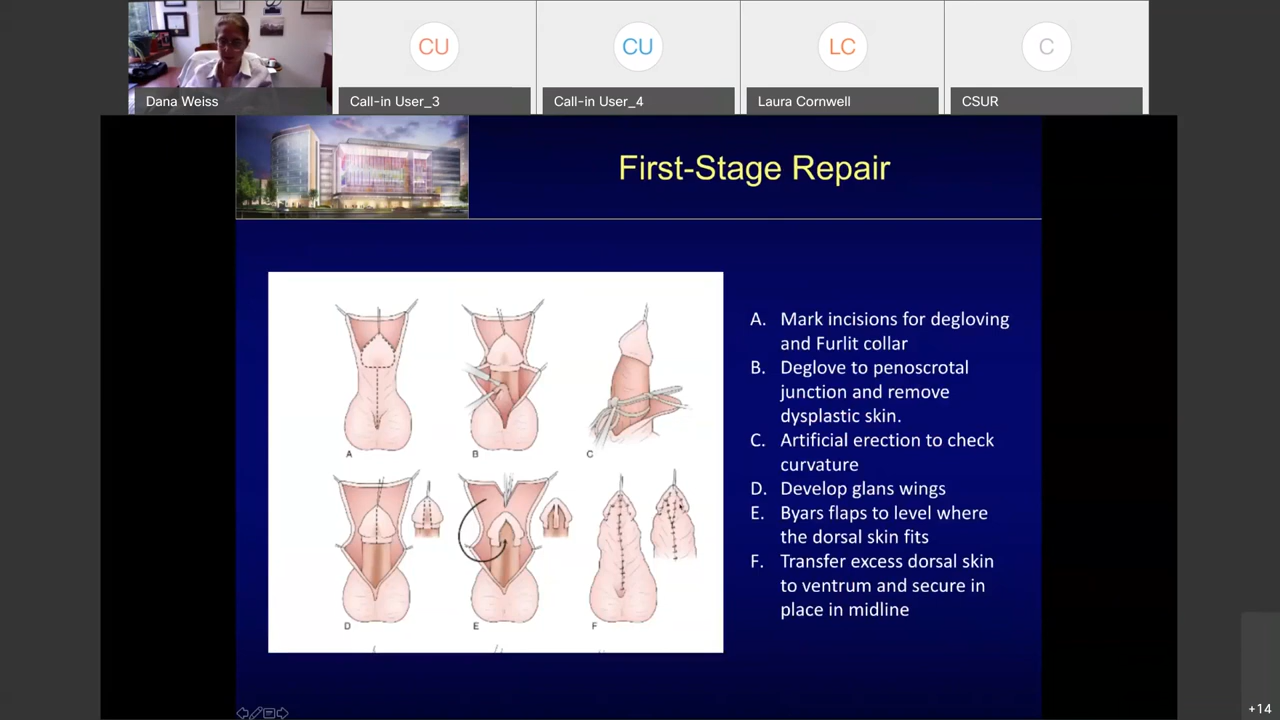 CU
CU
LC
C
Dana Weiss
Call-in User_3
Call-in User_4
Laura Cornwell
CSUR
First-Stage Repair
A
B
C
D
E
F
A. Mark incisions for degloving
and Furlit collar
B. Deglove to penoscrotal
junction and remove
dysplastic skin.
C. Artificial erection to check
curvature
D. Develop glans wings
E. Byars flaps to level where
the dorsal skin fits
F. Transfer excess dorsal skin
to ventrum and secure in
place in midline
+14